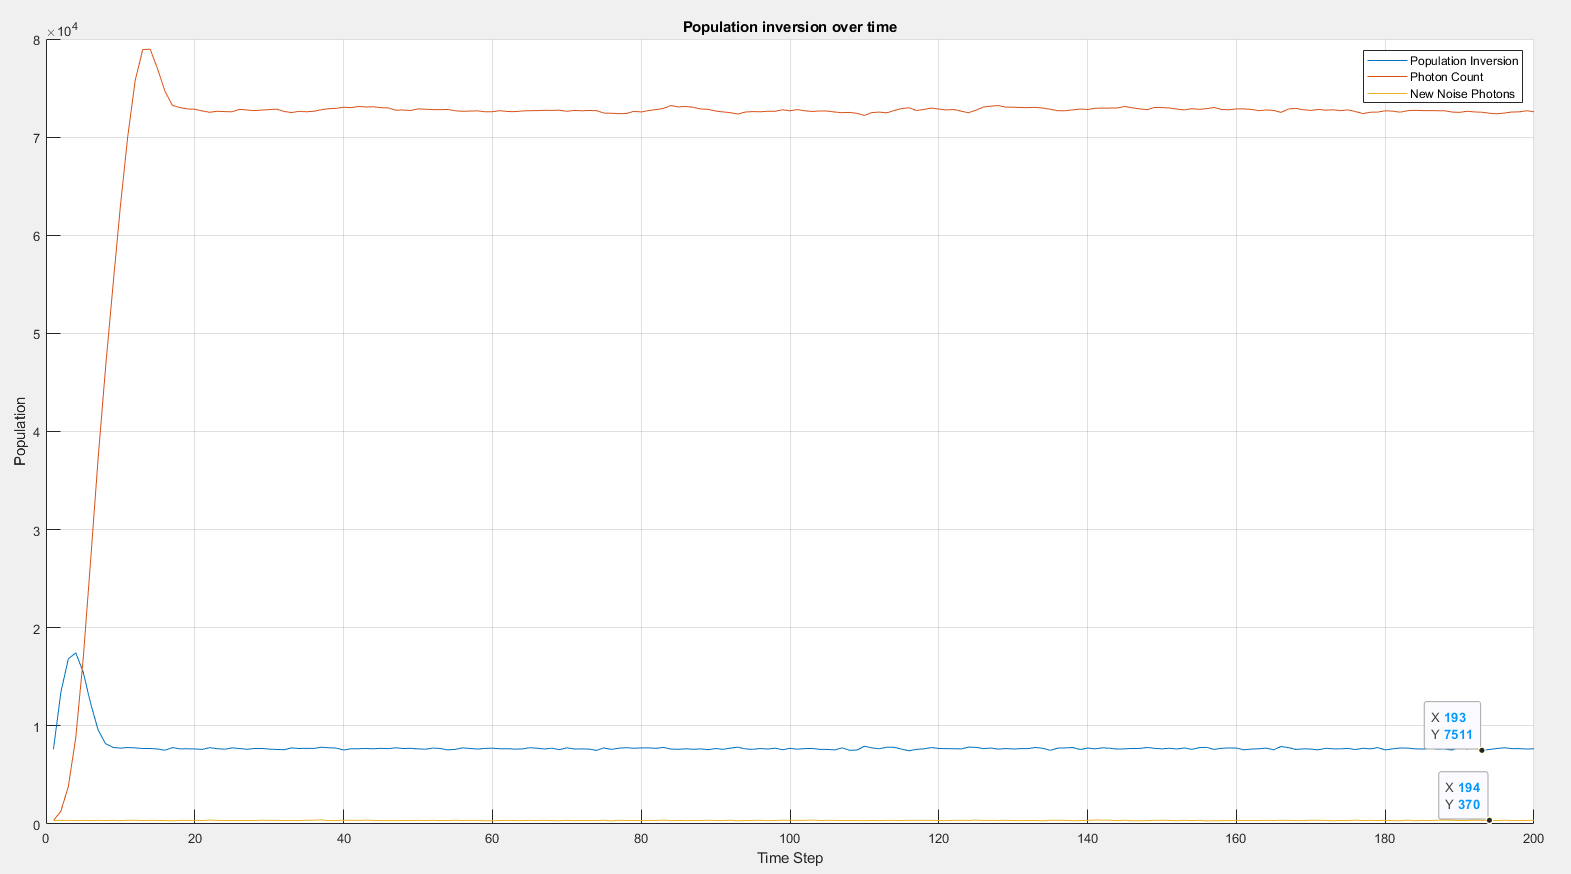 Population inversion over time
×10⁴
8
7
6
5
4
3
2
1
0
Population
Population Inversion
Photon Count
New Noise Photons
X 193
Y 7511
X 194
Y 370
0 20 40 60 80 100 120 140 160 180 200
Time Step